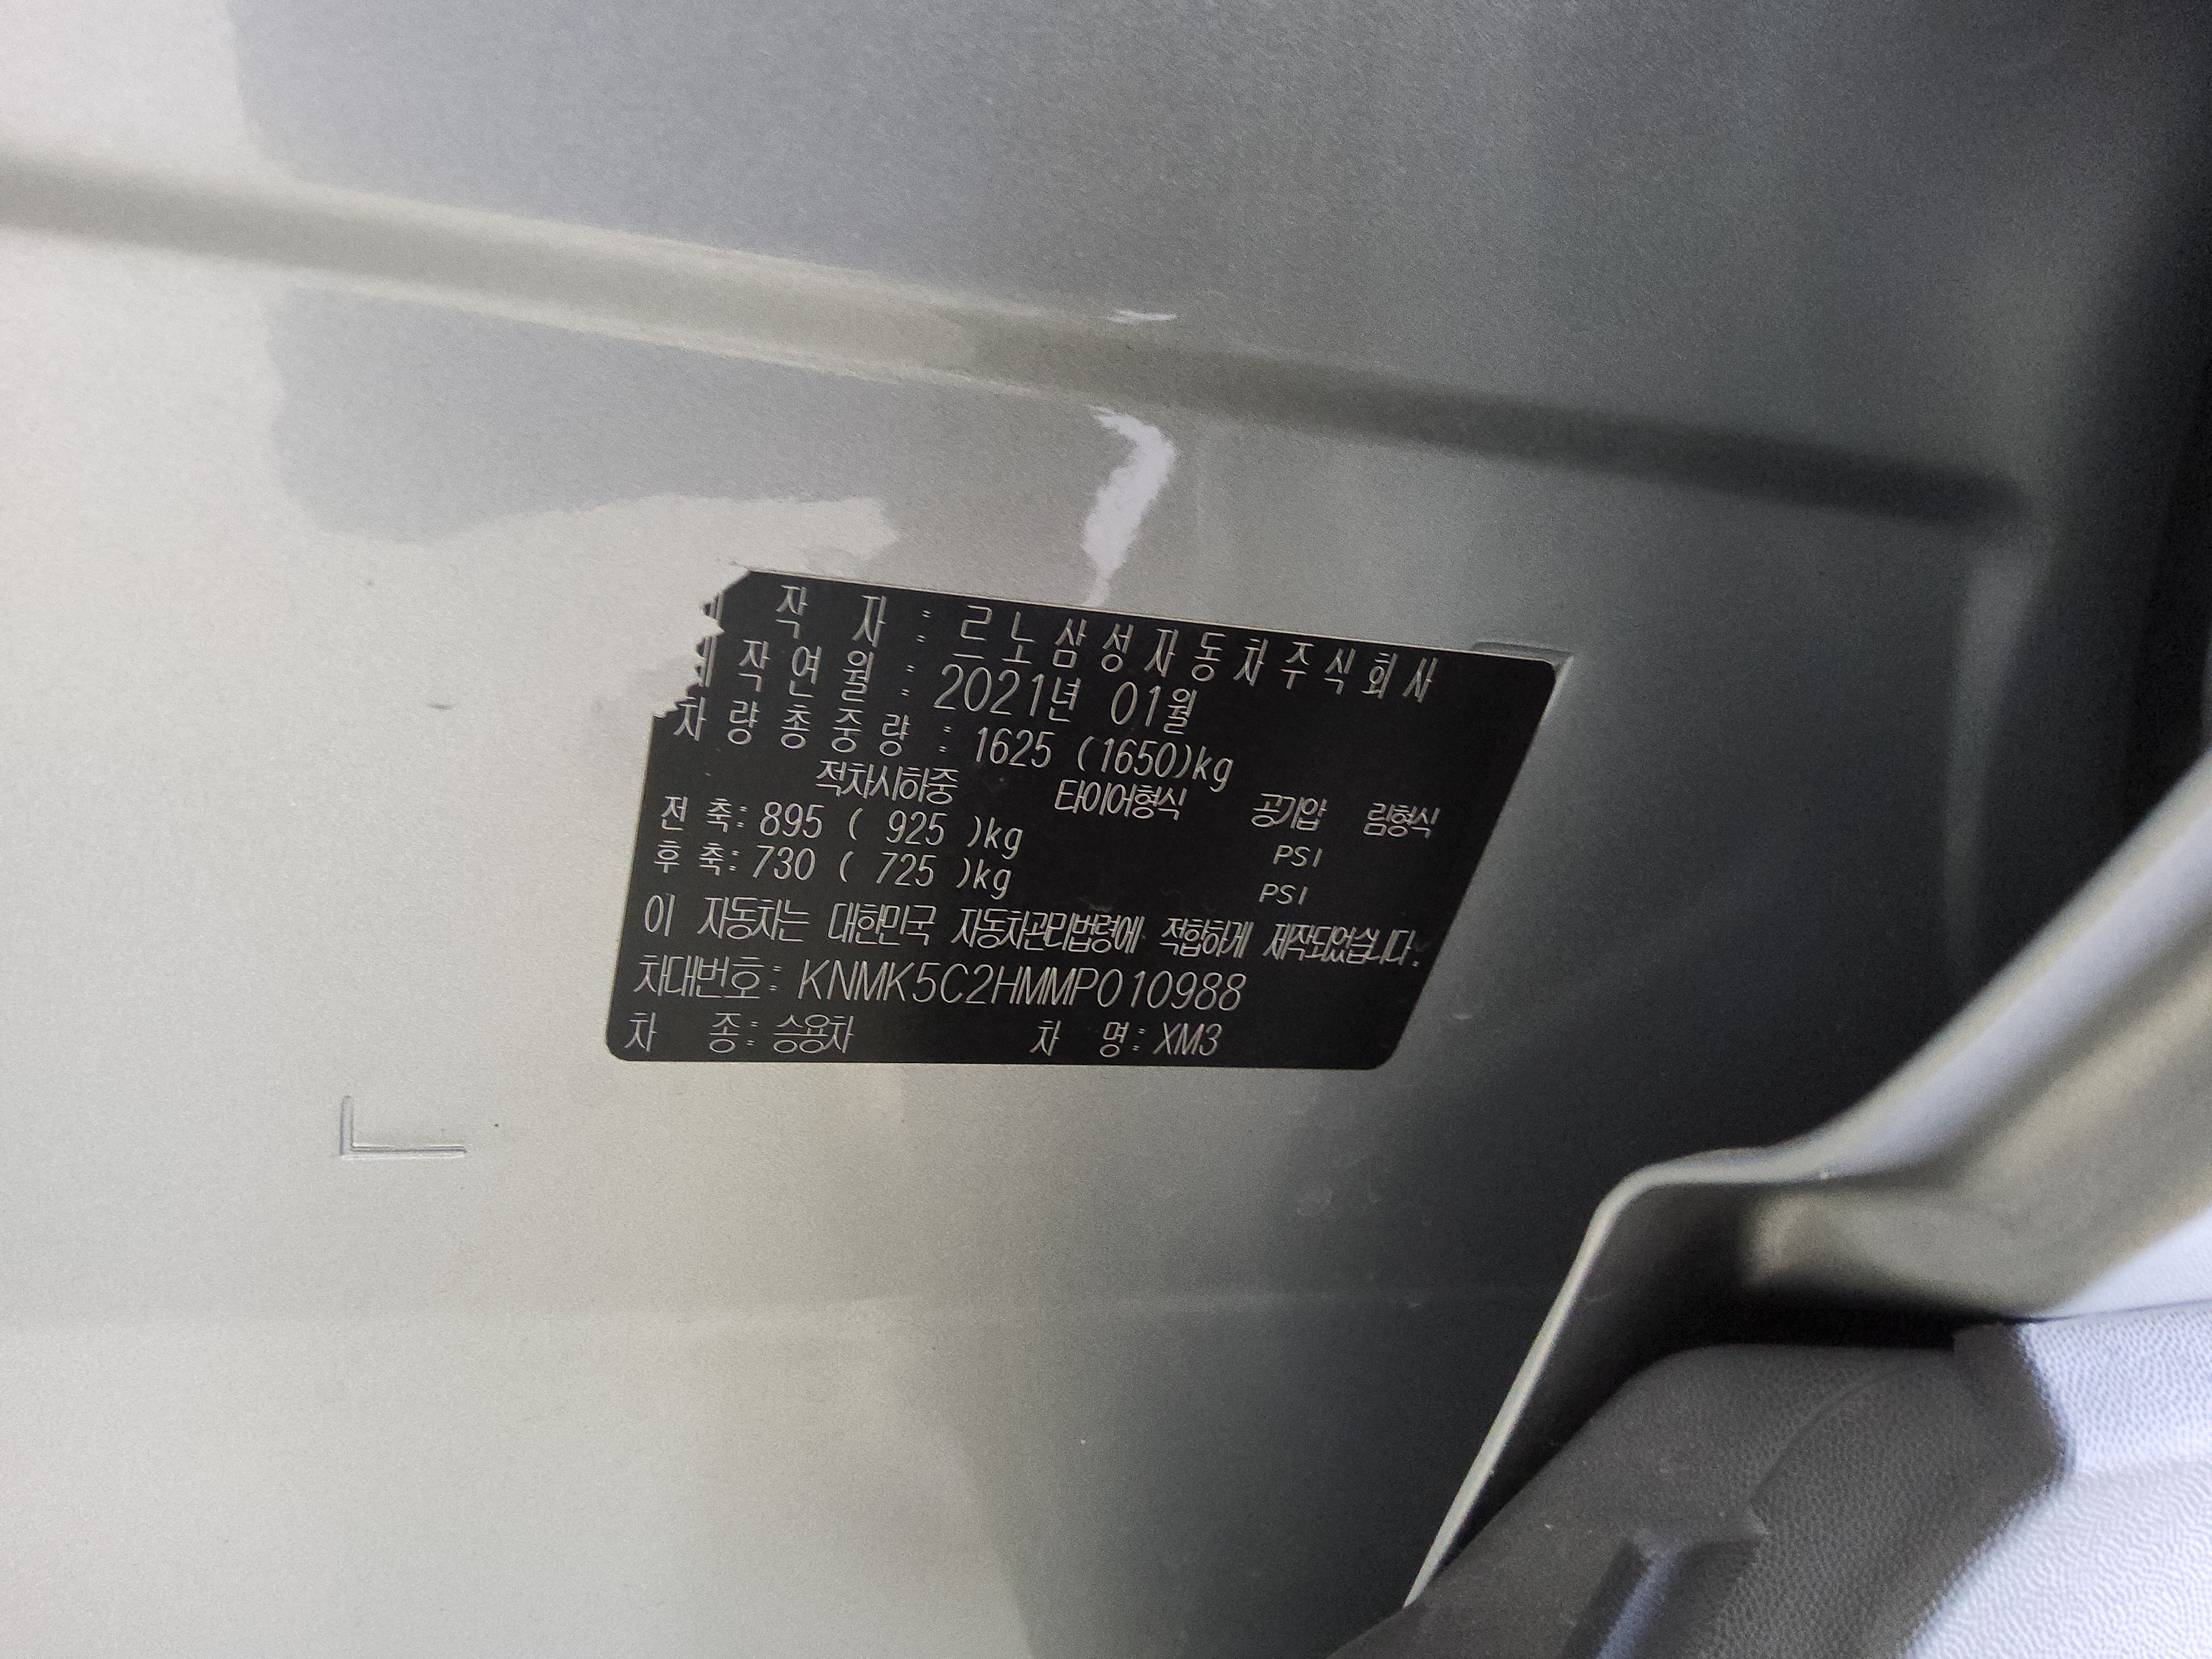 작 자 : 르노삼성자동차주식회사
제작연월 : 2021년 01월
차량총중량 : 1625 (1650)kg
적차시하중 타이어형식 공기압 림형식
전 축: 895 ( 925 )kg PSI
후 축: 730 ( 725 )kg PSI
이 자동차는 대한민국 자동차관리법령에 적합하게 제작되었습니다.
차대번호: KNMK5C2HMMP010988
차 종: 승용차 차 명: XM3